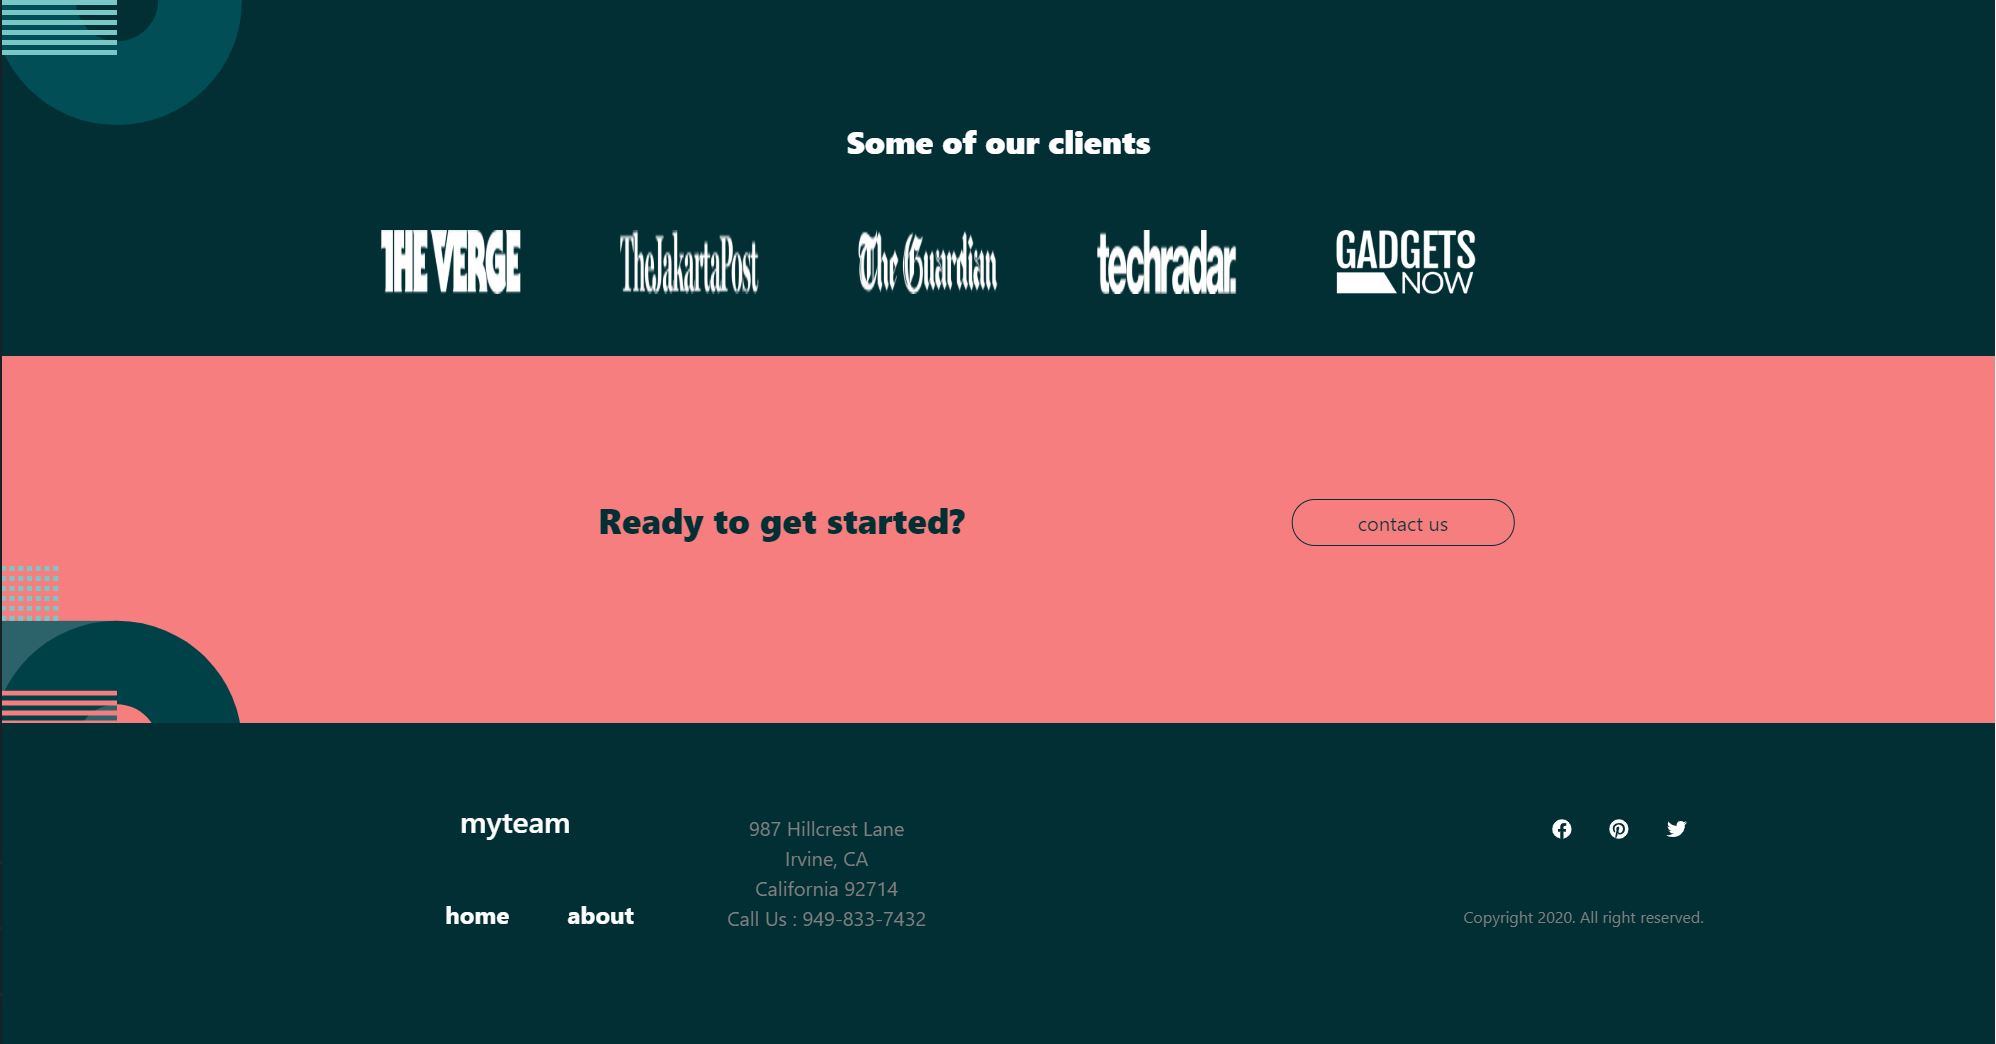 Some of our clients
THE VERGE
TheJakartaPost
The Guardian
techradar.
GADGETS
NOW
Ready to get started?
contact us
myteam
home about
987 Hillcrest Lane
Irvine, CA
California 92714
Call Us : 949-833-7432
Copyright 2020. All right reserved.